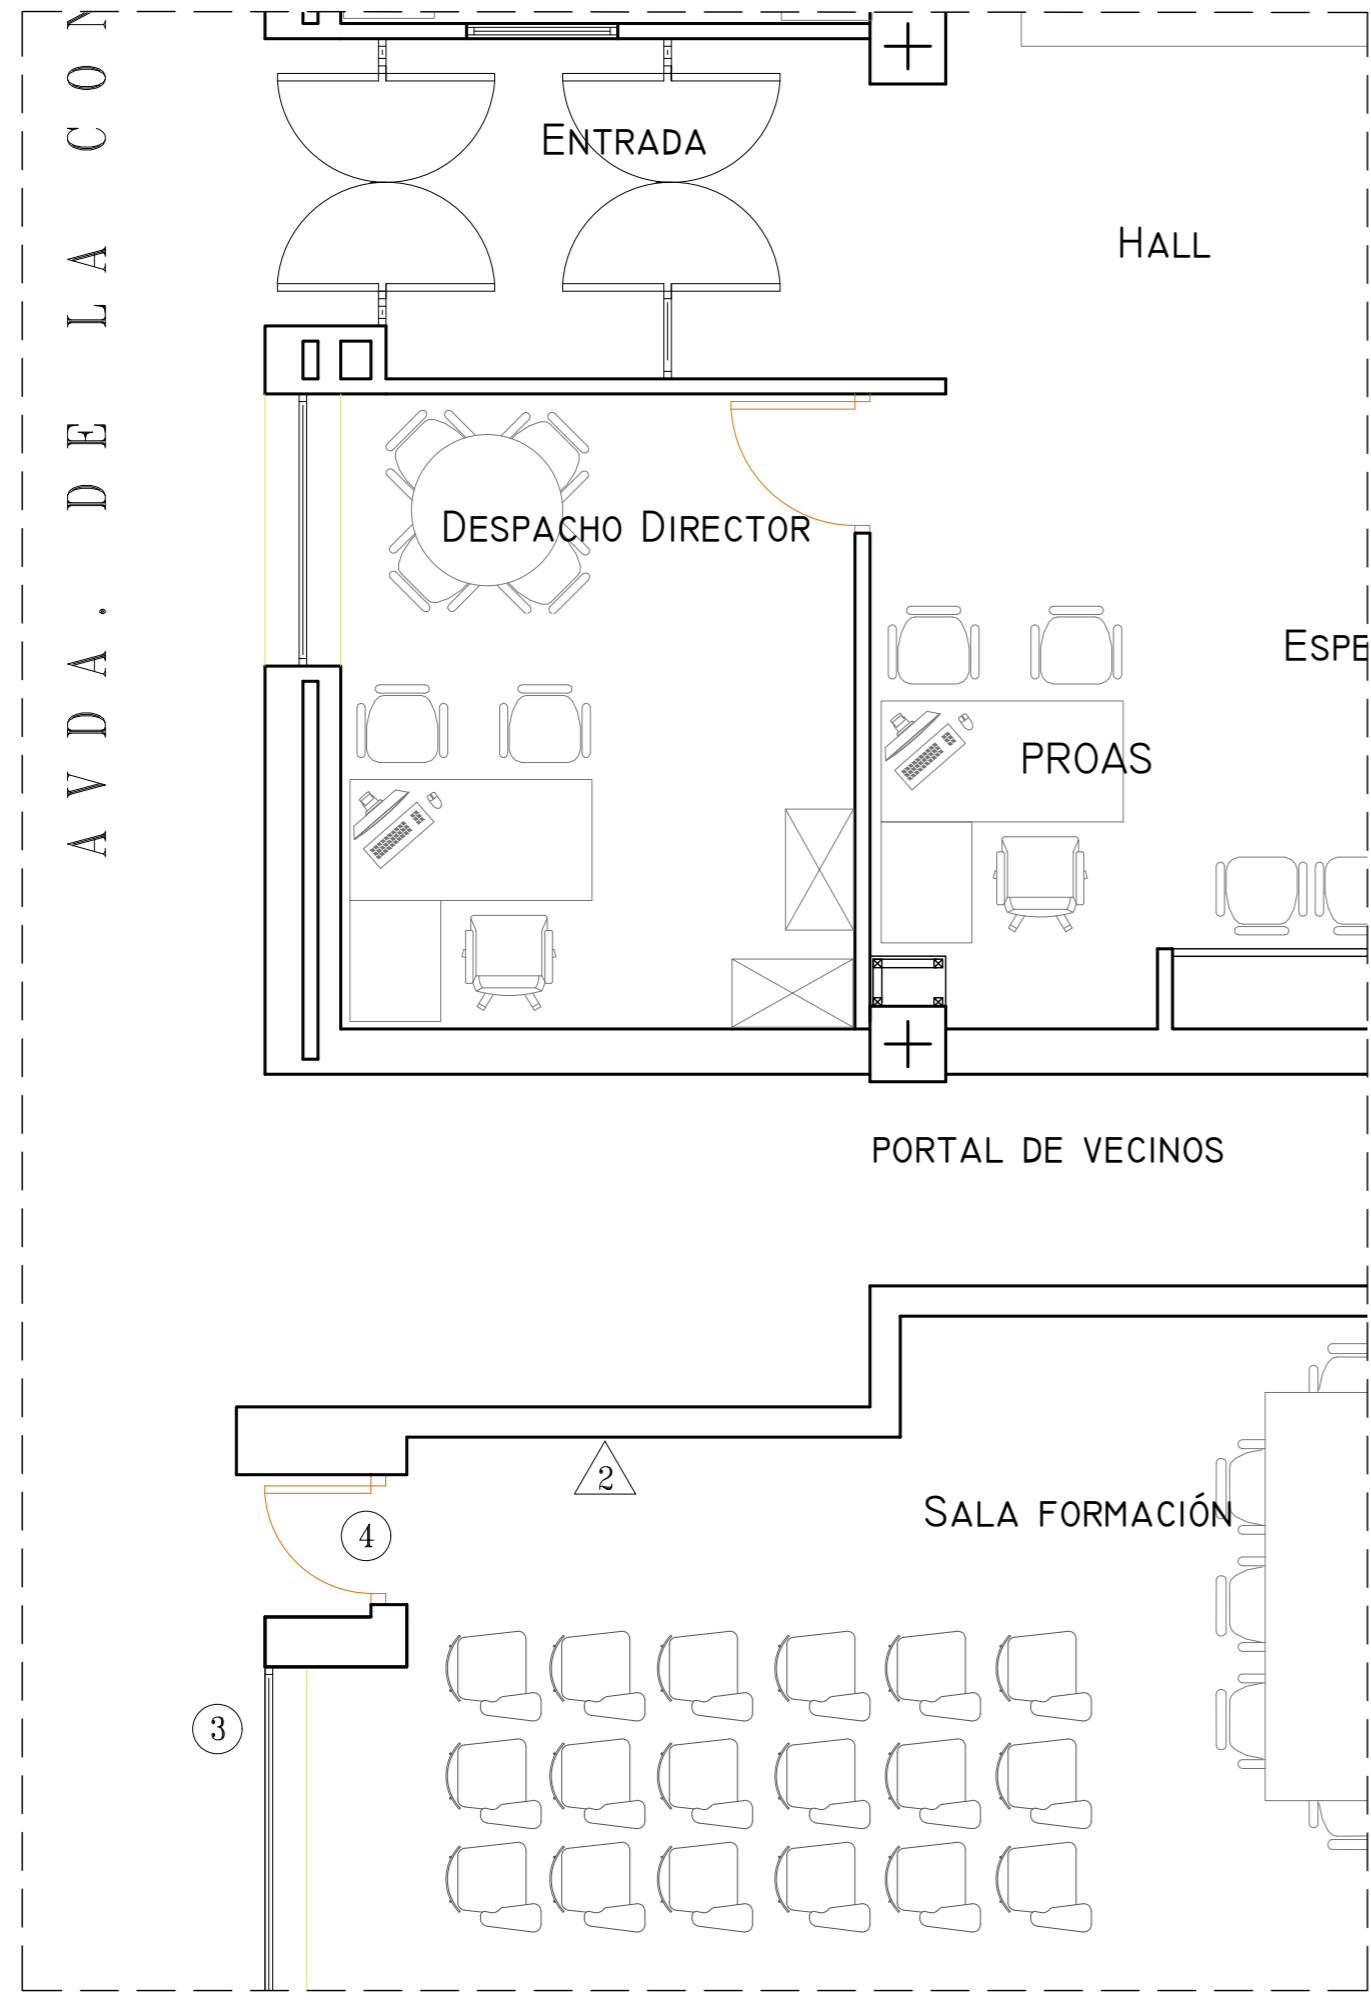 ENTRADA
HALL
AVDA. DE LA CON
DESPACHO DIRECTOR
ESPE
PROAS
PORTAL DE VECINOS
2
SALA FORMACIÓN
4
3